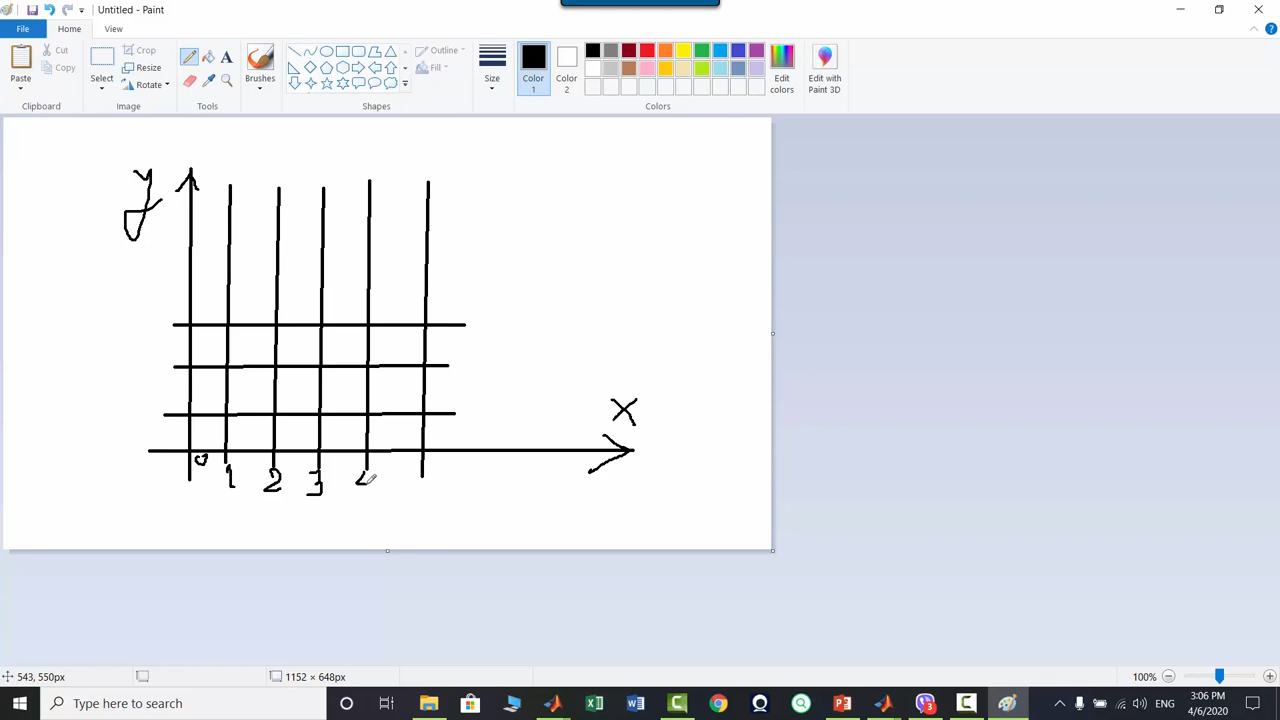 Untitled - Paint
File Home View
Paste
Cut
Copy
Clipboard
Select
Crop
Resize
Rotate
Image
A
Tools
Brushes
Outline
Fill
Shapes
Size
Color 1
Color 2
Colors
Edit colors
Edit with Paint 3D
y
x
0 1 2 3
543, 550px
1152 × 648px
100%
Type here to search
3
ENG
3:06 PM
4/6/2020